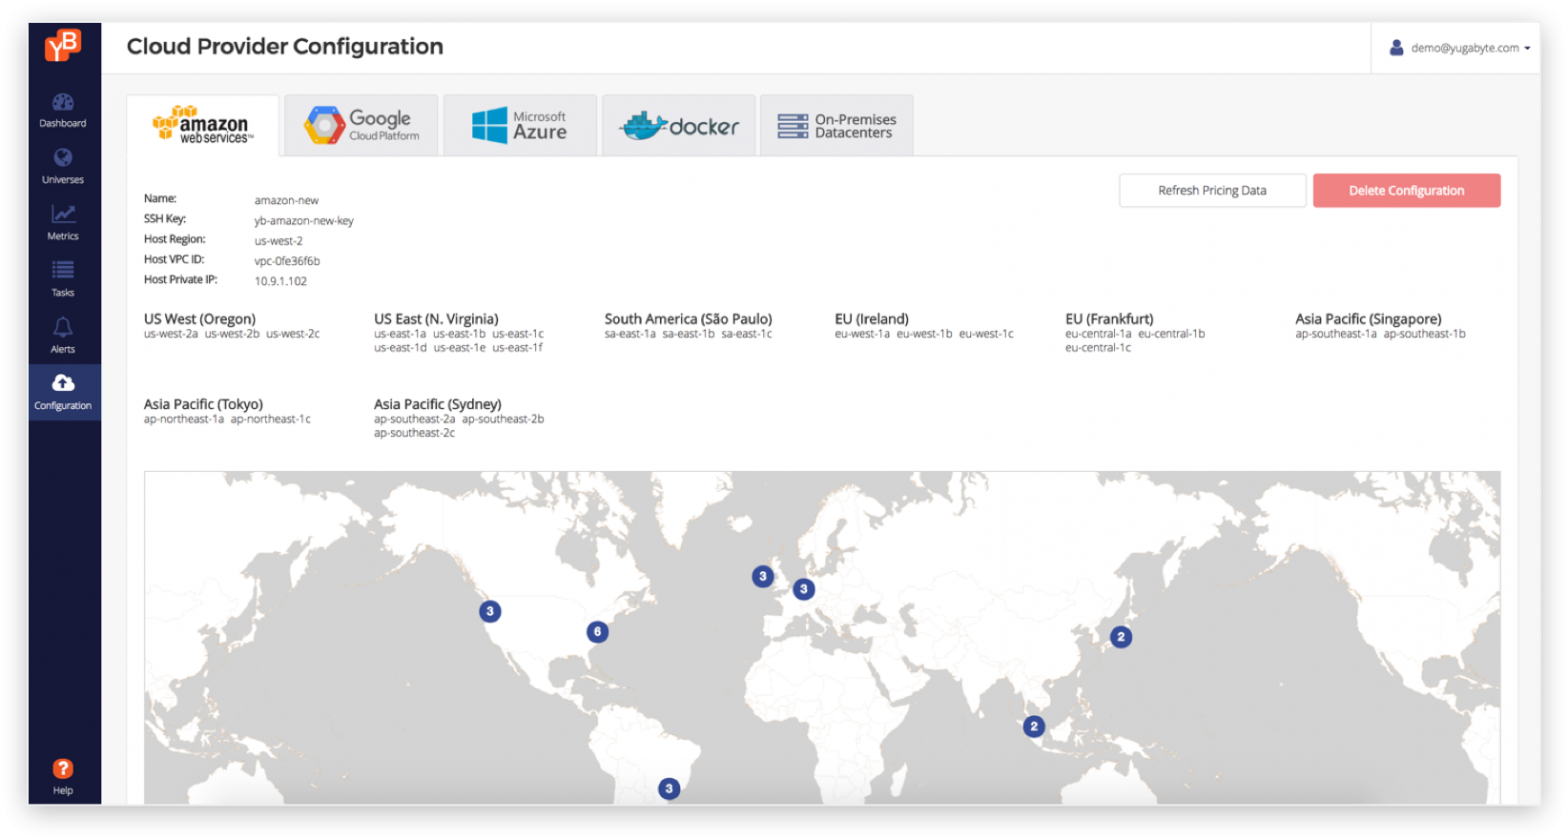 YB
Cloud Provider Configuration
demo@yugabyte.com
Dashboard
Universes
Metrics
Tasks
Alerts
Configuration
Help
amazon
webservices™
Google
Cloud Platform
Microsoft
Azure
docker
On-Premises
Datacenters
Refresh Pricing Data
Delete Configuration
Name: amazon-new
SSH Key: yb-amazon-new-key
Host Region: us-west-2
Host VPC ID: vpc-0fe36f6b
Host Private IP: 10.9.1.102
US West (Oregon)
us-west-2a us-west-2b us-west-2c
US East (N. Virginia)
us-east-1a us-east-1b us-east-1c
us-east-1d us-east-1e us-east-1f
South America (São Paulo)
sa-east-1a sa-east-1b sa-east-1c
EU (Ireland)
eu-west-1a eu-west-1b eu-west-1c
EU (Frankfurt)
eu-central-1a eu-central-1b
eu-central-1c
Asia Pacific (Singapore)
ap-southeast-1a ap-southeast-1b
Asia Pacific (Tokyo)
ap-northeast-1a ap-northeast-1c
Asia Pacific (Sydney)
ap-southeast-2a ap-southeast-2b
ap-southeast-2c
3
3
3
6
2
2
3
?